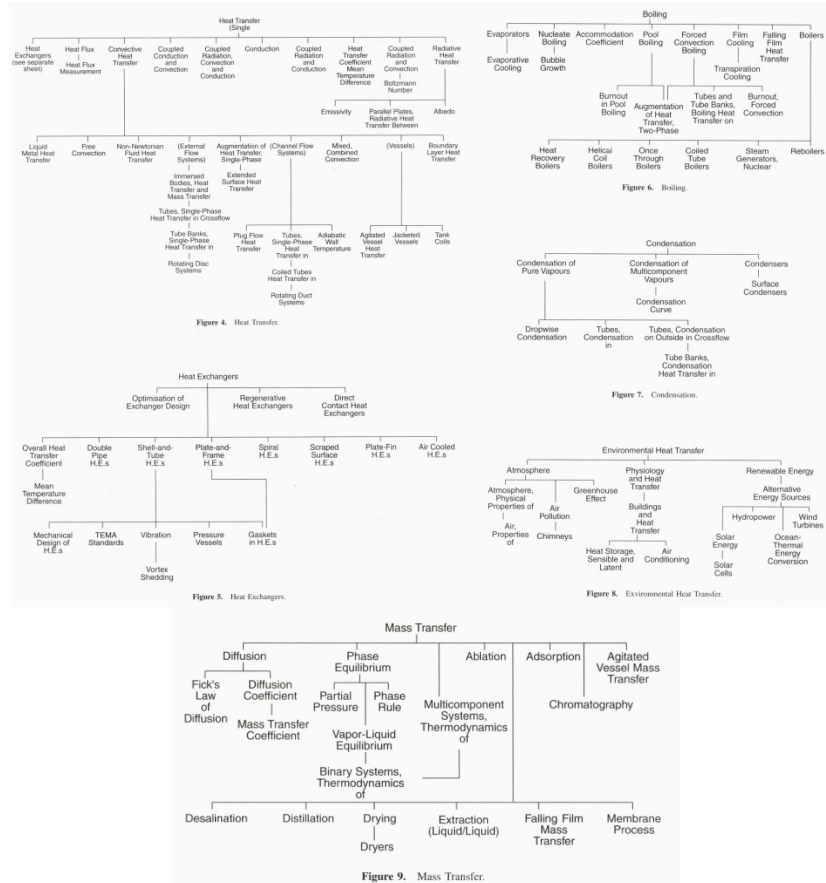 Heat Transfer
(Single
Heat
Exchangers
(see separate
sheet)
Heat Flux
Heat Flux
Measurement
Convective
Heat
Transfer
Coupled
Conduction
and
Convection
Coupled
Radiation,
Convection
and
Conduction
Conduction
Coupled
Radiation
and
Conduction
Heat
Transfer
Coefficient
Mean
Temperature
Difference
Coupled
Radiation
and
Convection
Boltzmann
Number
Radiative
Heat
Transfer
Emissivity
Parallel Plates,
Radiative Heat
Transfer Between
Albedo
Liquid
Metal Heat
Transfer
Free
Convection
Non-Newtonian
Fluid Heat
Transfer
(External
Flow
Systems)
Immersed
Bodies, Heat
Transfer and
Mass Transfer
Tubes, Single-Phase
Heat Transfer in Crossflow
Tube Banks,
Single-Phase
Heat Transfer in
Rotating Disc
Systems
Augmentation of
Heat Transfer,
Single-Phase
Extended
Surface Heat
Transfer
(Channel Flow
Systems)
Mixed,
Combined
Convection
(Vessels)
Boundary
Layer Heat
Transfer
Plug Flow
Heat
Transfer
Tubes,
Single-Phase
Heat
Transfer in
Coiled Tubes
Heat Transfer in
Rotating Duct
Systems
Adiabatic
Wall
Temperature
Agitated
Vessel
Heat
Transfer
Jacketed
Vessels
Tank
Coils
Figure 4. Heat Transfer.
Heat Exchangers
Optimisation of
Exchanger Design
Regenerative
Heat Exchangers
Direct
Contact Heat
Exchangers
Overall Heat
Transfer
Coefficient
Mean
Temperature
Difference
Double
Pipe
H.E.s
Shell-and-
Tube
H.E.s
Plate-and-
Frame
H.E.s
Spiral
H.E.s
Scraped
Surface
H.E.s
Plate-Fin
H.E.s
Air Cooled
H.E.s
Mechanical
Design of
H.E.s
TEMA
Standards
Vibration
Vortex
Shedding
Pressure
Vessels
Gaskets
in H.E.s
Figure 5. Heat Exchangers.
Boiling
Evaporators
Evaporative
Cooling
Nucleate
Boiling
Bubble
Growth
Accommodation
Coefficient
Pool
Boiling
Forced
Convection
Boiling
Film
Cooling
Transpiration
Cooling
Falling
Film
Heat
Transfer
Boilers
Burnout
in Pool
Boiling
Augmentation
of Heat
Transfer,
Two-Phase
Tubes and
Tube Banks,
Boiling Heat
Transfer on
Burnout,
Forced
Convection
Heat
Recovery
Boilers
Helical
Coil
Boilers
Once
Through
Boilers
Coiled
Tube
Boilers
Steam
Generators,
Nuclear
Reboilers
Figure 6. Boiling.
Condensation
Condensation of
Pure Vapours
Condensation of
Multicomponent
Vapours
Condensation
Curve
Condensers
Surface
Condensers
Dropwise
Condensation
Tubes,
Condensation
in
Tubes, Condensation
on Outside in Crossflow
Tube Banks,
Condensation
Heat Transfer in
Figure 7. Condensation.
Environmental Heat Transfer
Atmosphere
Atmosphere,
Physical
Properties of
Air,
Properties
of
Air
Pollution
Chimneys
Greenhouse
Effect
Physiology
and Heat
Transfer
Buildings
and
Heat
Transfer
Heat Storage,
Sensible and
Latent
Air
Conditioning
Renewable Energy
Alternative
Energy Sources
Hydropower
Wind
Turbines
Solar
Energy
Solar
Cells
Ocean-
Thermal
Energy
Conversion
Figure 8. Exvironmental Heat Transfer.
Mass Transfer
Diffusion
Fick's
Law
of
Diffusion
Diffusion
Coefficient
Mass Transfer
Coefficient
Phase
Equilibrium
Partial
Pressure
Phase
Rule
Vapor-Liquid
Equilibrium
Binary Systems,
Thermodynamics
of
Multicomponent
Systems,
Thermodynamics
of
Ablation
Adsorption
Chromatography
Agitated
Vessel Mass
Transfer
Desalination
Distillation
Drying
Dryers
Extraction
(Liquid/Liquid)
Falling Film
Mass
Transfer
Membrane
Process
Figure 9. Mass Transfer.